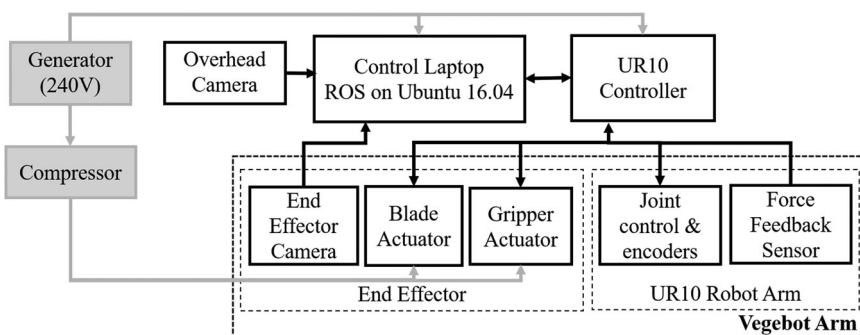 Generator
(240V)
Overhead
Camera
Control Laptop
ROS on Ubuntu 16.04
UR10
Controller
Compressor
End
Effector
Camera
Blade
Actuator
Gripper
Actuator
Joint
control &
encoders
Force
Feedback
Sensor
End Effector
UR10 Robot Arm
Vegebot Arm